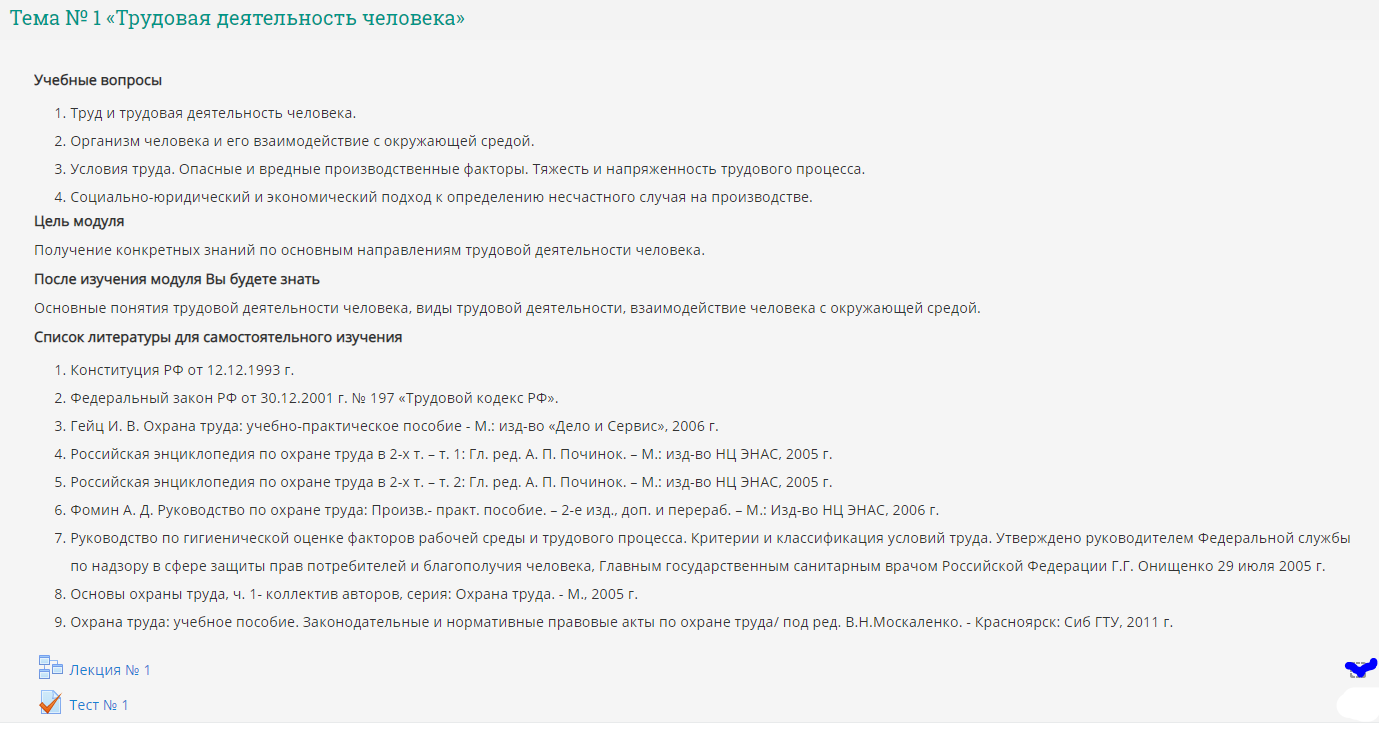 Тема № 1 «Трудовая деятельность человека»
Учебные вопросы
1. Труд и трудовая деятельность человека.
2. Организм человека и его взаимодействие с окружающей средой.
3. Условия труда. Опасные и вредные производственные факторы. Тяжесть и напряженность трудового процесса.
4. Социально-юридический и экономический подход к определению несчастного случая на производстве.
Цель модуля
Получение конкретных знаний по основным направлениям трудовой деятельности человека.
После изучения модуля Вы будете знать
Основные понятия трудовой деятельности человека, виды трудовой деятельности, взаимодействие человека с окружающей средой.
Список литературы для самостоятельного изучения
1. Конституция РФ от 12.12.1993 г.
2. Федеральный закон РФ от 30.12.2001 г. № 197 «Трудовой кодекс РФ».
3. Гейц И. В. Охрана труда: учебно-практическое пособие - М.: изд-во «Дело и Сервис», 2006 г.
4. Российская энциклопедия по охране труда в 2-х т. – т. 1: Гл. ред. А. П. Починок. – М.: изд-во НЦ ЭНАС, 2005 г.
5. Российская энциклопедия по охране труда в 2-х т. – т. 2: Гл. ред. А. П. Починок. – М.: изд-во НЦ ЭНАС, 2005 г.
6. Фомин А. Д. Руководство по охране труда: Произв.- практ. пособие. – 2-е изд., доп. и перераб. – М.: Изд-во НЦ ЭНАС, 2006 г.
7. Руководство по гигиенической оценке факторов рабочей среды и трудового процесса. Критерии и классификация условий труда. Утверждено руководителем Федеральной службы
по надзору в сфере защиты прав потребителей и благополучия человека, Главным государственным санитарным врачом Российской Федерации Г.Г. Онищенко 29 июля 2005 г.
8. Основы охраны труда, ч. 1- коллектив авторов, серия: Охрана труда. - М., 2005 г.
9. Охрана труда: учебное пособие. Законодательные и нормативные правовые акты по охране труда/ под ред. В.Н.Москаленко. - Красноярск: Сиб ГТУ, 2011 г.
Лекция № 1
Тест № 1